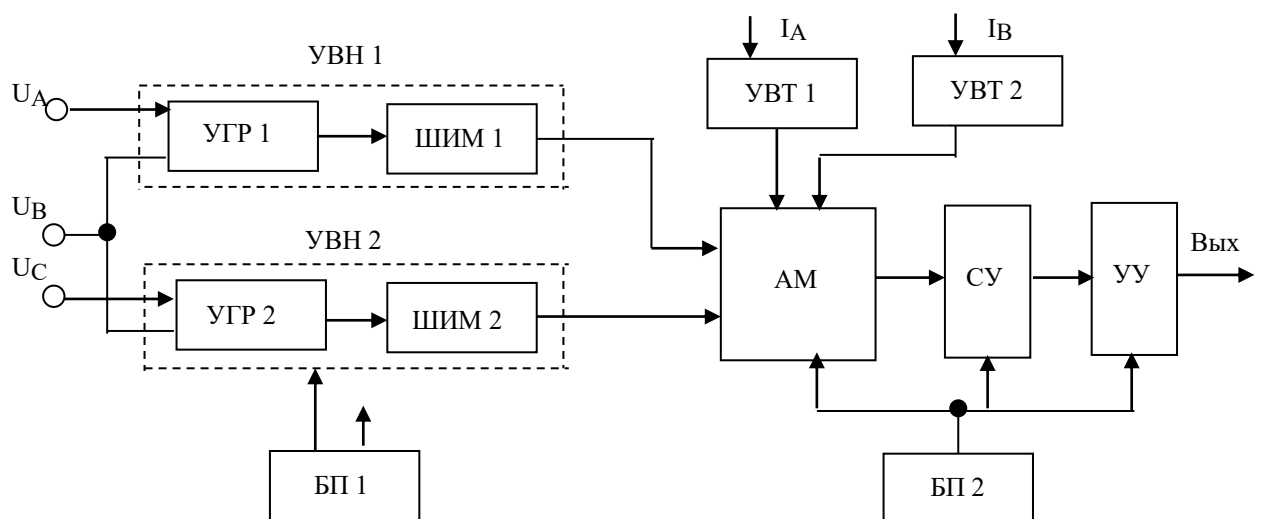 I_A
I_B
УВН 1
U_A
УВТ 1
УВТ 2
УГР 1
ШИМ 1
U_B
УВН 2
Вых
U_C
АМ
СУ
УУ
УГР 2
ШИМ 2
БП 1
БП 2